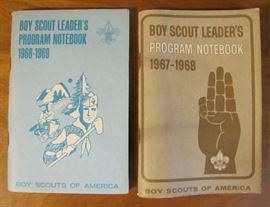 BOY SCOUT LEADER'S
PROGRAM NOTEBOOK
1968-1969
BOY SCOUTS OF AMERICA
BOY SCOUT LEADER'S
PROGRAM NOTEBOOK
1967-1968
BOY SCOUTS OF AMERICA